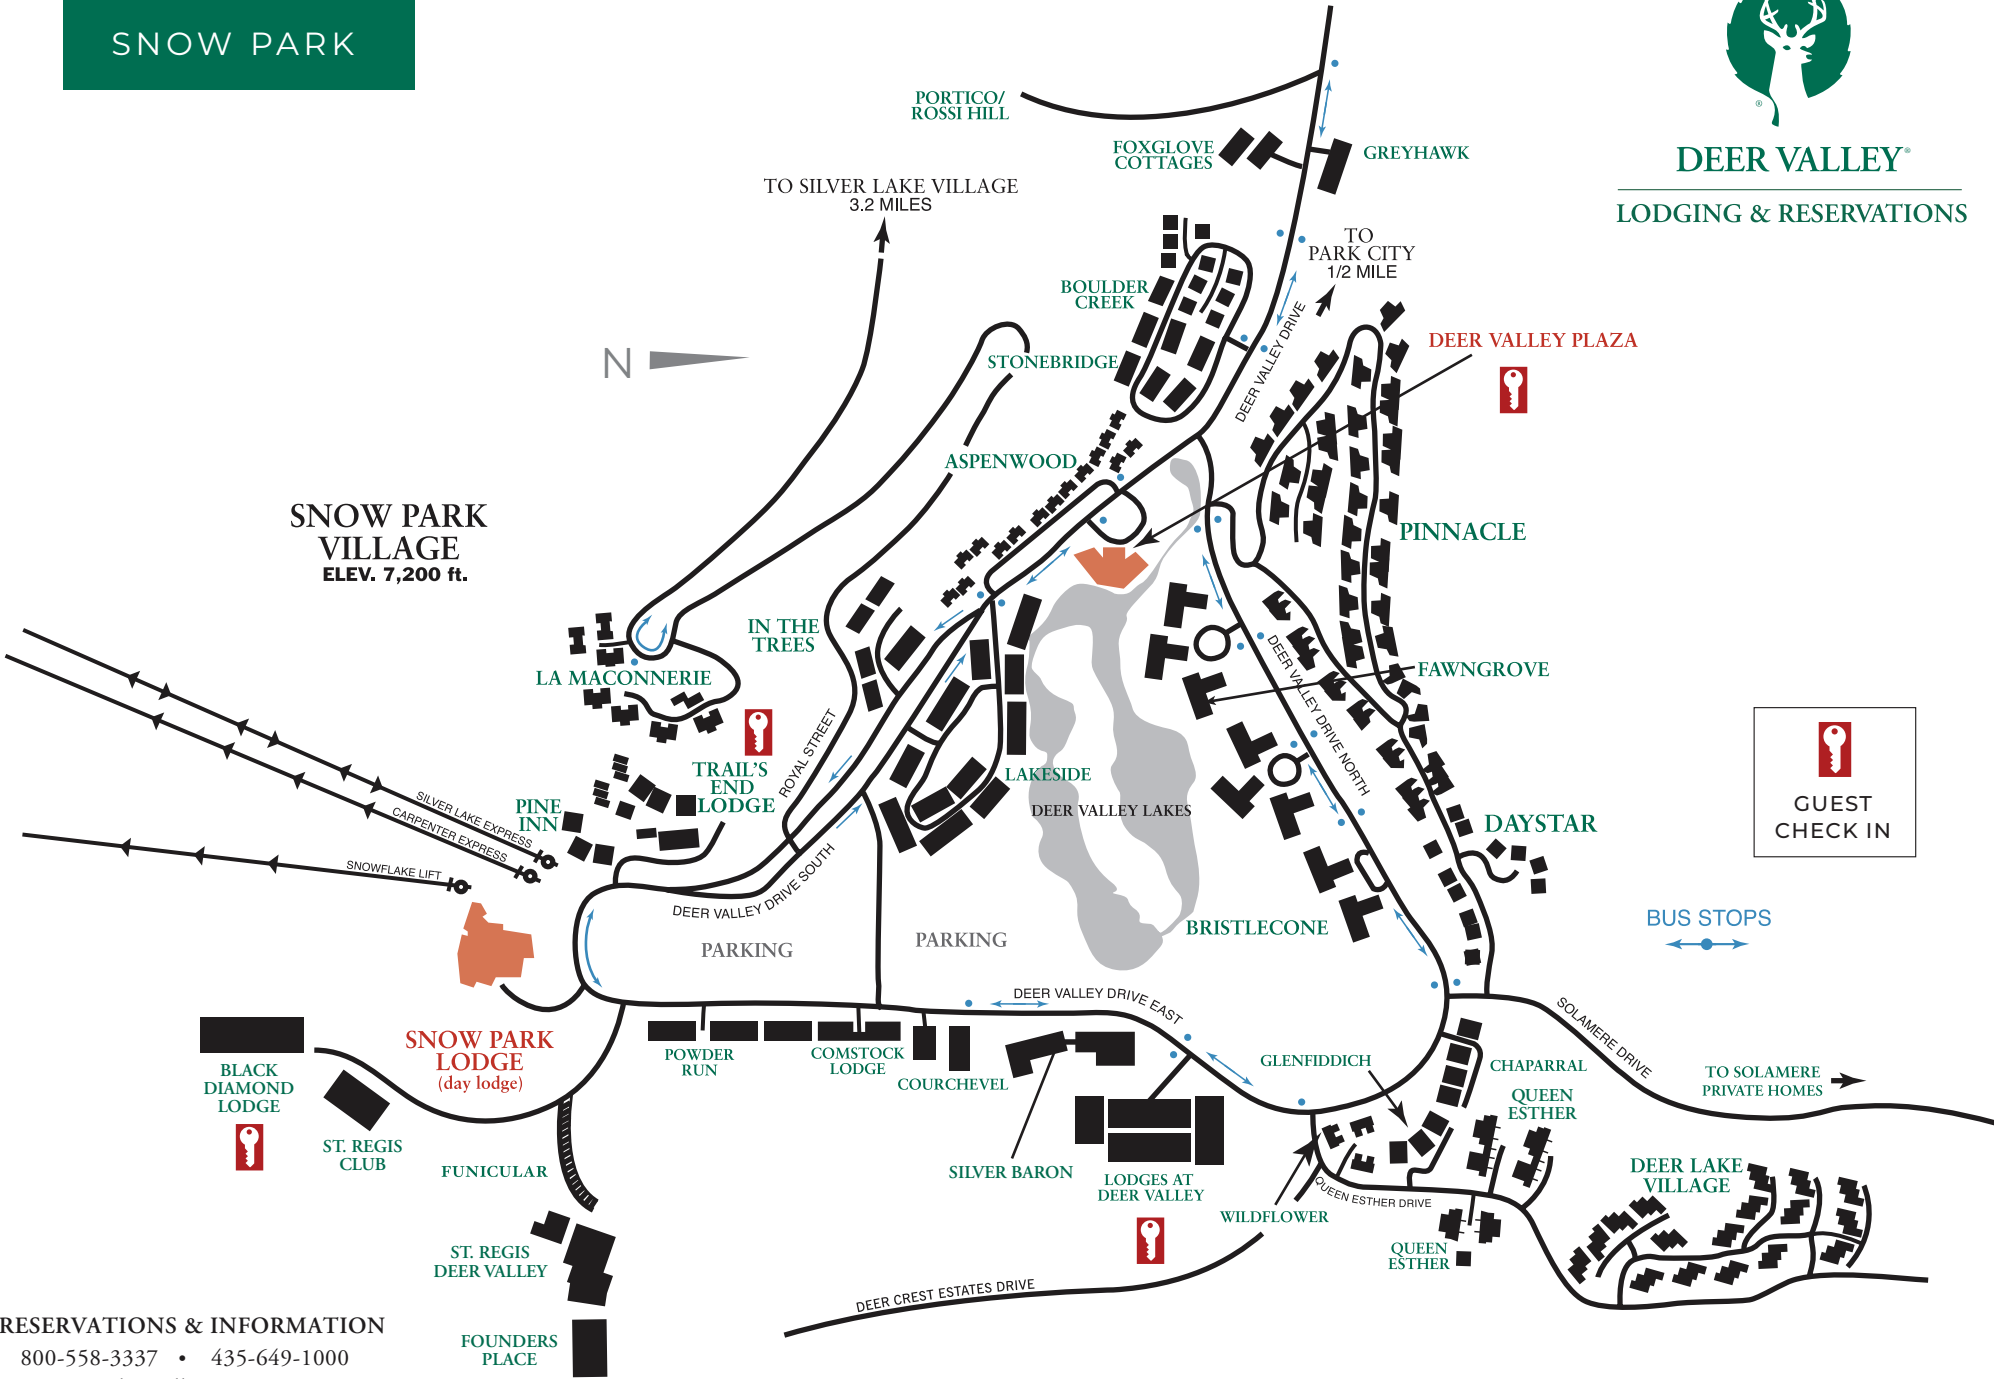 SNOW PARK
®
DEER VALLEY®
LODGING & RESERVATIONS
PORTICO/
ROSSI HILL
FOXGLOVE
COTTAGES
GREYHAWK
TO SILVER LAKE VILLAGE
3.2 MILES
TO
PARK CITY
1/2 MILE
BOULDER
CREEK
DEER VALLEY DRIVE
DEER VALLEY PLAZA
N
STONEBRIDGE
ASPENWOOD
SNOW PARK
VILLAGE
ELEV. 7,200 ft.
PINNACLE
IN THE
TREES
LA MACONNERIE
FAWNGROVE
DEER VALLEY DRIVE NORTH
ROYAL STREET
TRAIL'S
END
LODGE
LAKESIDE
DEER VALLEY LAKES
PINE
INN
SILVER LAKE EXPRESS
CARPENTER EXPRESS
SNOWFLAKE LIFT
DAYSTAR
GUEST
CHECK IN
DEER VALLEY DRIVE SOUTH
PARKING
PARKING
BRISTLECONE
BUS STOPS
DEER VALLEY DRIVE EAST
SOLAMERE DRIVE
SNOW PARK
LODGE
(day lodge)
BLACK
DIAMOND
LODGE
ST. REGIS
CLUB
POWDER
RUN
COMSTOCK
LODGE
COURCHEVEL
GLENFIDDICH
CHAPARRAL
QUEEN
ESTHER
TO SOLAMERE
PRIVATE HOMES
FUNICULAR
SILVER BARON
LODGES AT
DEER VALLEY
WILDFLOWER
QUEEN ESTHER DRIVE
DEER LAKE
VILLAGE
QUEEN
ESTHER
ST. REGIS
DEER VALLEY
DEER CREST ESTATES DRIVE
FOUNDERS
PLACE
RESERVATIONS & INFORMATION
800-558-3337 • 435-649-1000